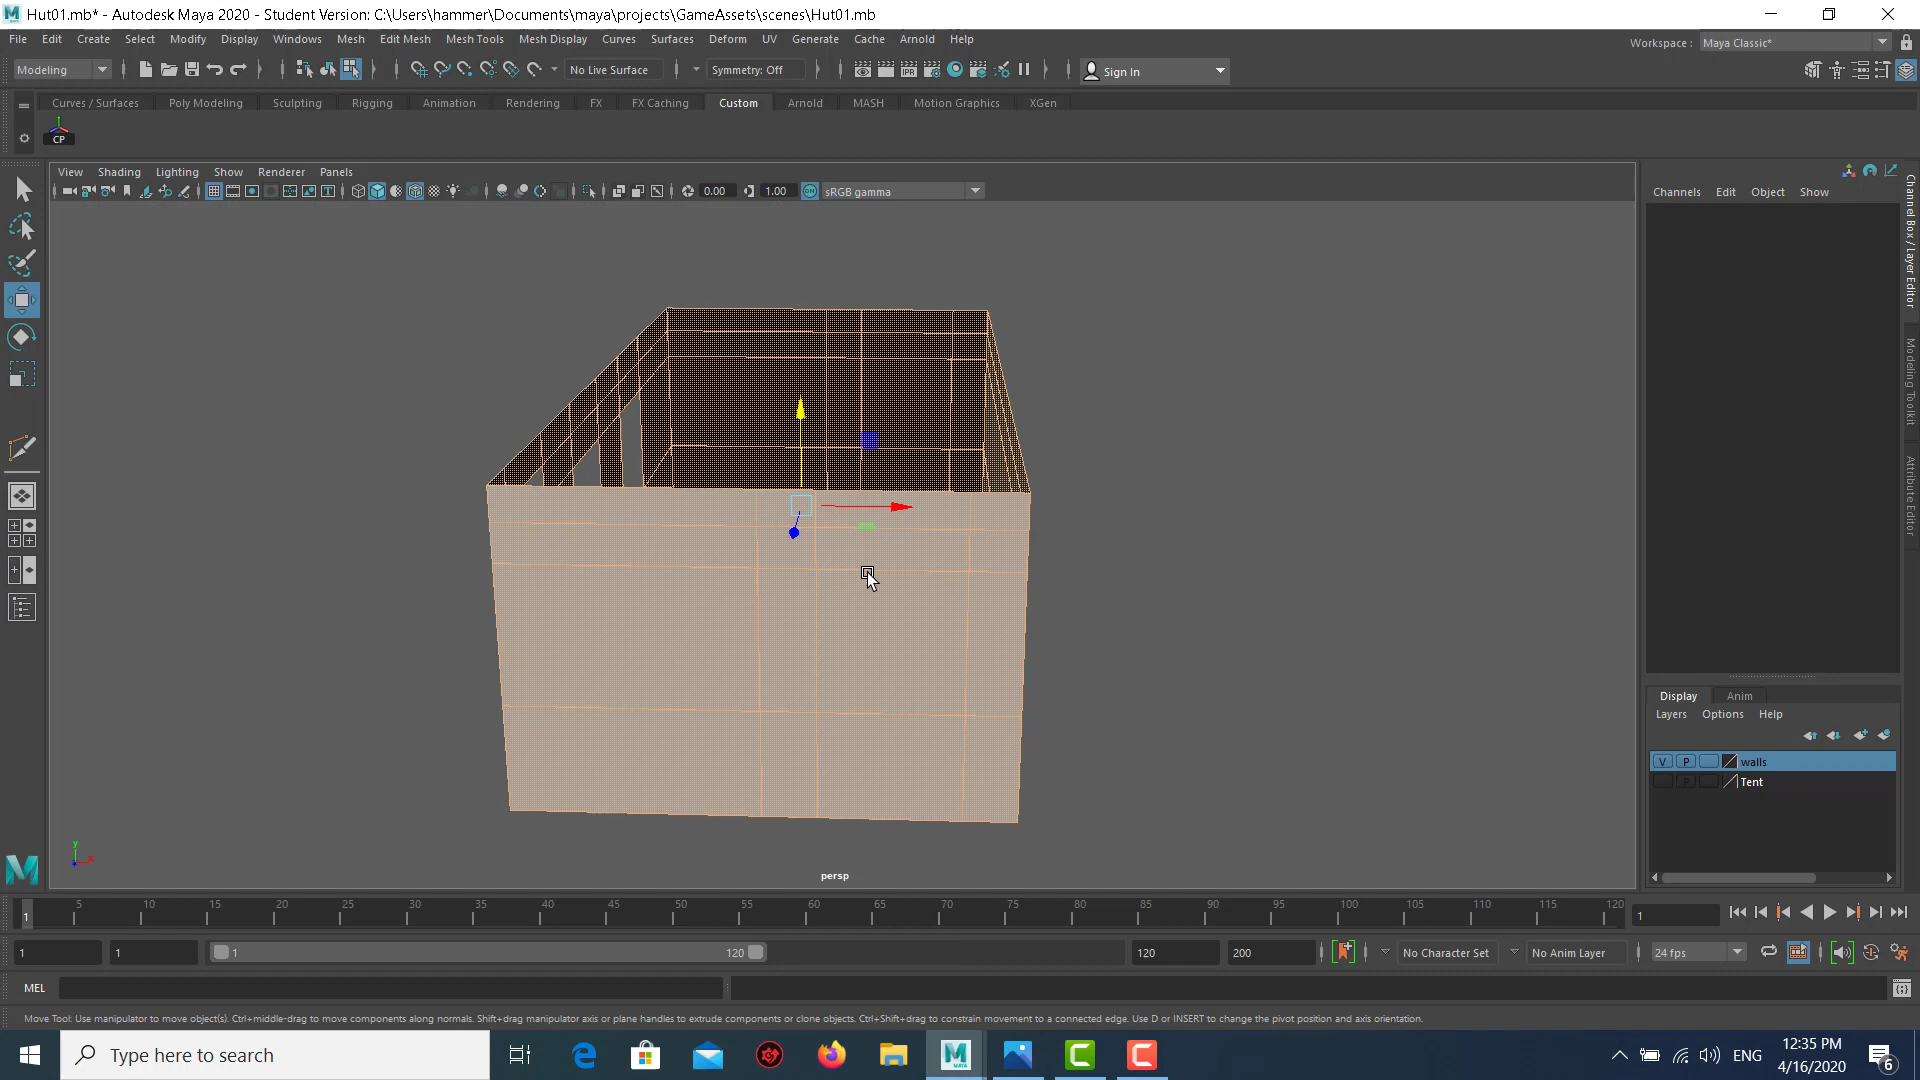 Hut01.mb* - Autodesk Maya 2020 - Student Version: C:\Users\hammer\Documents\maya\projects\GameAssets\scenes\Hut01.mb
File Edit Create Select Modify Display Windows Mesh Edit Mesh Mesh Tools Mesh Display Curves Surfaces Deform UV Generate Cache Arnold Help
Workspace : Maya Classic*
Modeling No Live Surface Symmetry: Off IPR Sign In
Curves / Surfaces Poly Modeling Sculpting Rigging Animation Rendering FX FX Caching Custom Arnold MASH Motion Graphics XGen
CP
View Shading Lighting Show Renderer Panels
0.00 1.00 ON sRGB gamma
Channels Edit Object Show
Channel Box / Layer Editor
Modeling Toolkit
Attribute Editor
Display Anim
Layers Options Help
V P walls
P Tent
y
x
persp
1 5 10 15 20 25 30 35 40 45 50 55 60 65 70 75 80 85 90 95 100 105 110 115 120 1
1 1 1 120 120 200 No Character Set No Anim Layer 24 fps
MEL
Move Tool: Use manipulator to move object(s). Ctrl+middle-drag to move components along normals. Shift+drag manipulator axis or plane handles to extrude components or clone objects. Ctrl+Shift+drag to constrain movement to a connected edge. Use D or INSERT to change the pivot position and axis orientation.
Type here to search
MAYA
ENG
12:35 PM
4/16/2020
6